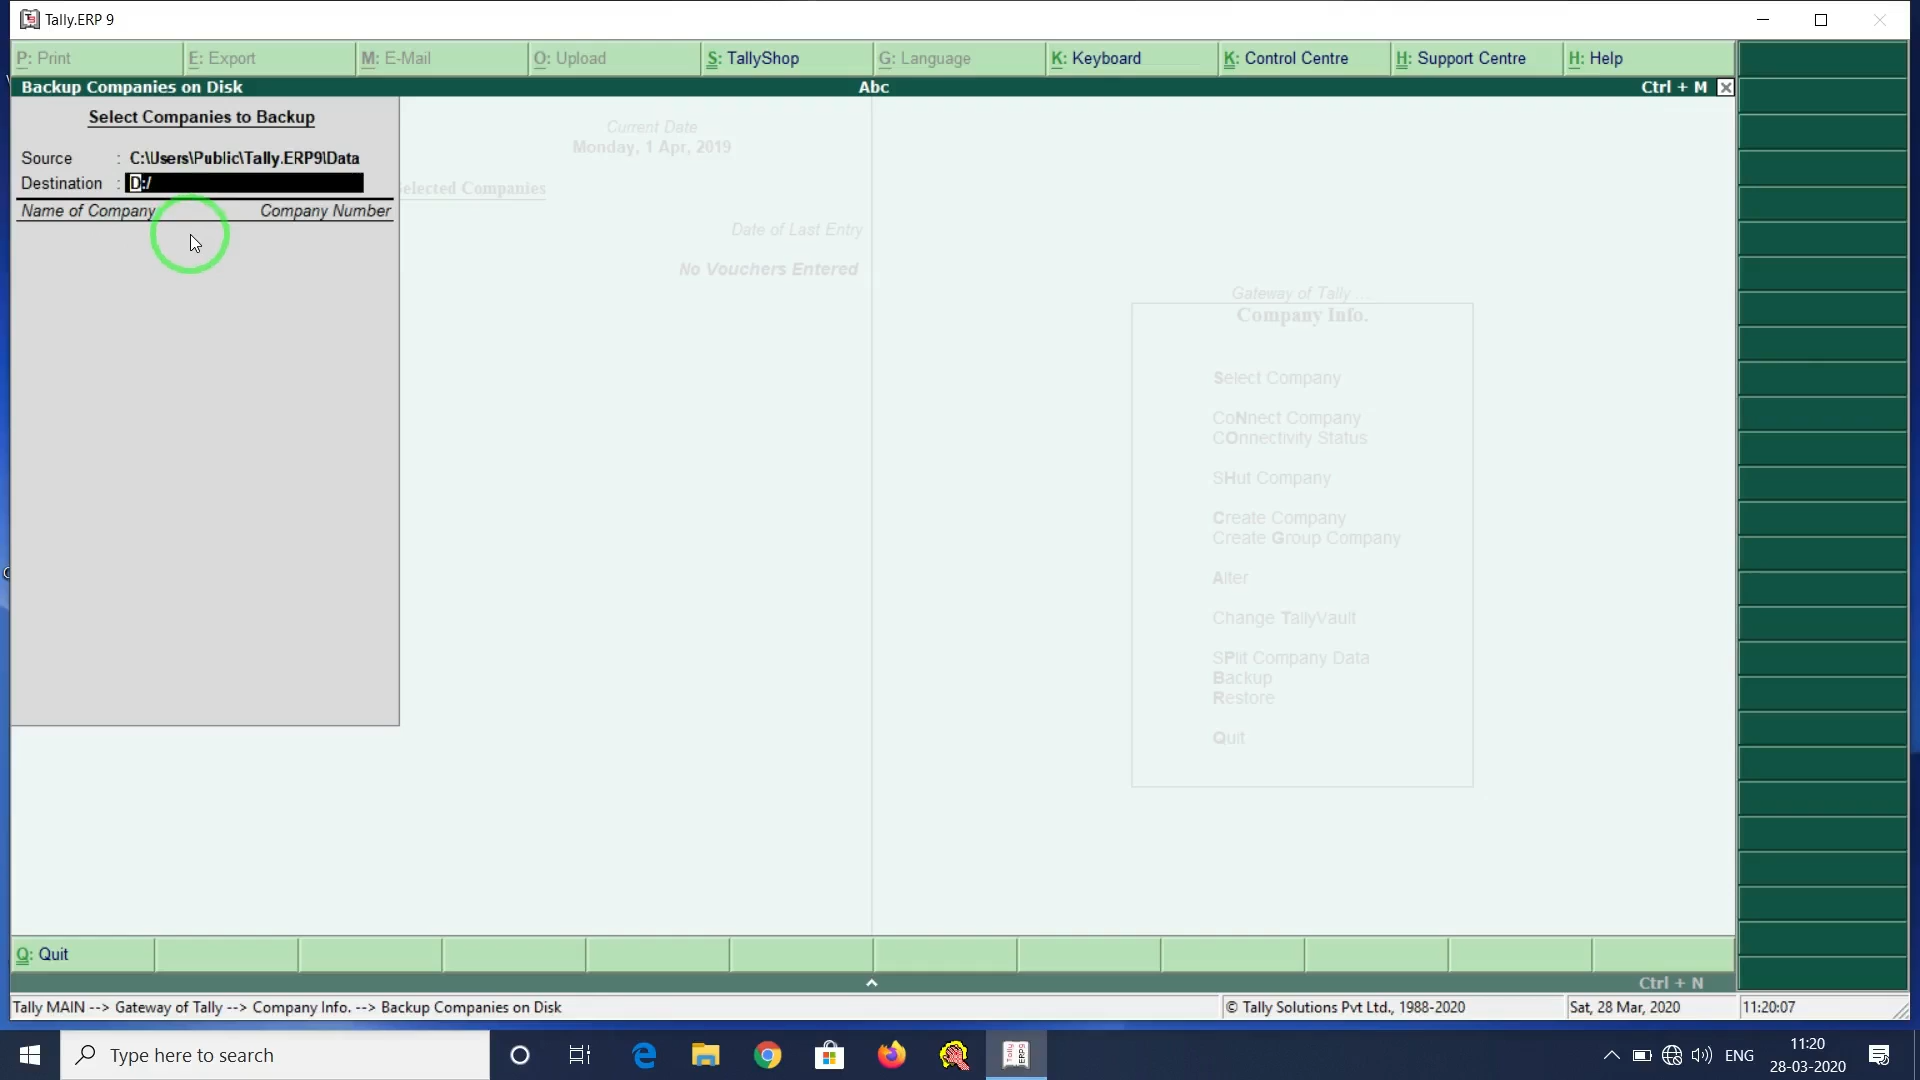 Tally.ERP 9
P: Print E: Export M: E-Mail O: Upload S: TallyShop G: Language K: Keyboard K: Control Centre H: Support Centre H: Help
Backup Companies on Disk Abc Ctrl + M
Select Companies to Backup
Source : C:\Users\Public\Tally.ERP9\Data
Destination : D:/
Name of Company Company Number
Current Date
Monday, 1 Apr, 2019
Selected Companies
Date of Last Entry
No Vouchers Entered
Gateway of Tally ...
Company Info.
Select Company
CoNnect Company
COnnectivity Status
SHut Company
Create Company
Create Group Company
Alter
Change TallyVault
SPlit Company Data
Backup
Restore
Quit
Q: Quit
Ctrl + N
Tally MAIN --> Gateway of Tally --> Company Info. --> Backup Companies on Disk © Tally Solutions Pvt Ltd., 1988-2020 Sat, 28 Mar, 2020 11:20:07
Type here to search
ENG
11:20
28-03-2020